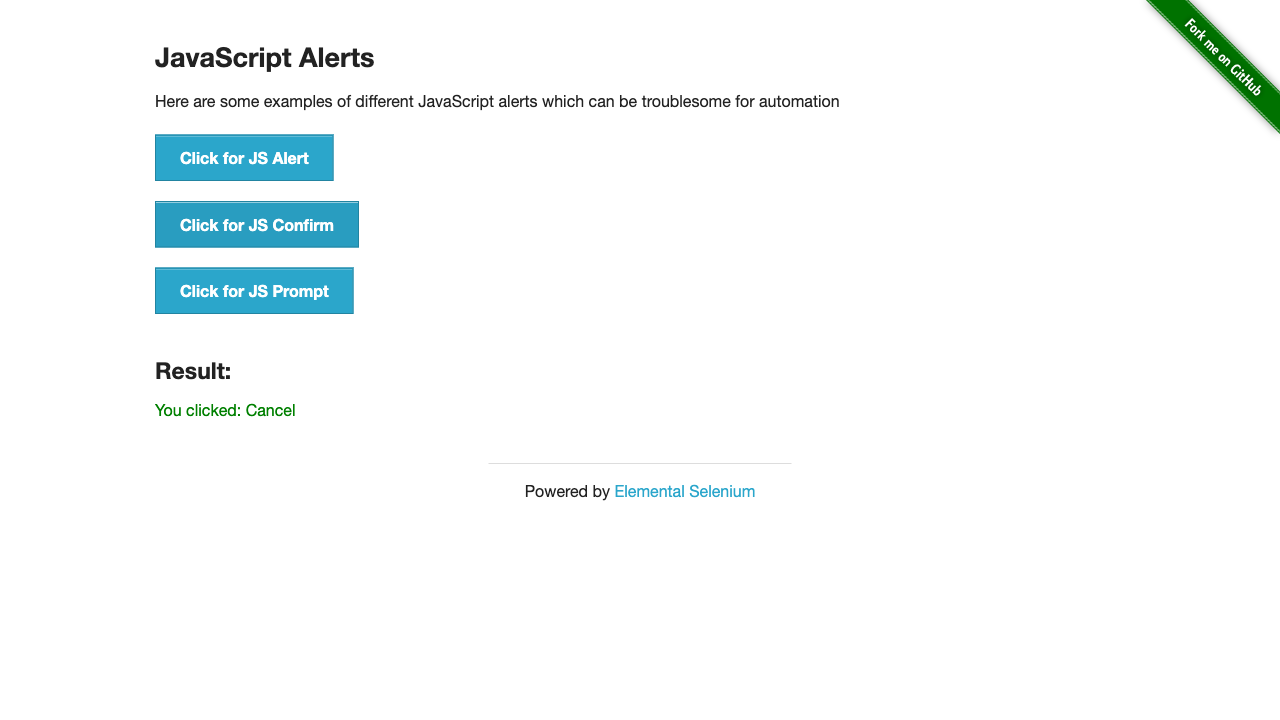 Fork me on GitHub
JavaScript Alerts
Here are some examples of different JavaScript alerts which can be troublesome for automation
Click for JS Alert
Click for JS Confirm
Click for JS Prompt
Result:
You clicked: Cancel
Powered by Elemental Selenium